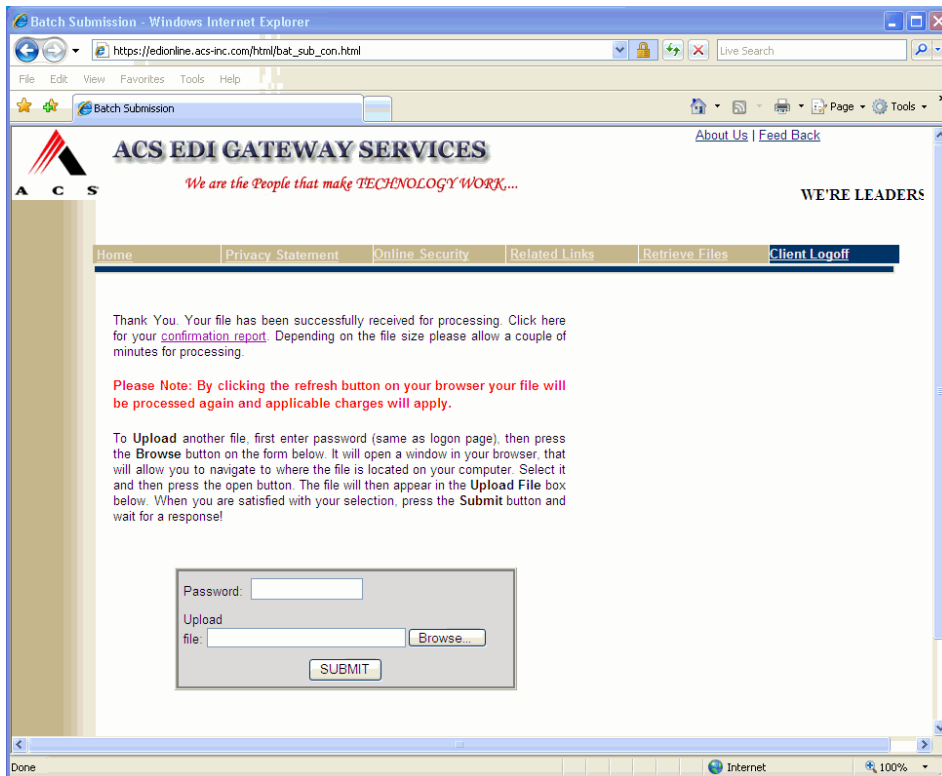 Batch Submission - Windows Internet Explorer
https://edionline.acs-inc.com/html/bat_sub_con.html
Live Search
File Edit View Favorites Tools Help
Batch Submission
Page Tools
About Us | Feed Back
ACS EDI GATEWAY SERVICES
We are the People that make TECHNOLOGY WORK....
A C S
WE'RE LEADERS
Home Privacy Statement Online Security Related Links Retrieve Files Client Logoff
Thank You. Your file has been successfully received for processing. Click here
for your confirmation report. Depending on the file size please allow a couple of
minutes for processing.
Please Note: By clicking the refresh button on your browser your file will
be processed again and applicable charges will apply.
To Upload another file, first enter password (same as logon page), then press
the Browse button on the form below. It will open a window in your browser, that
will allow you to navigate to where the file is located on your computer. Select it
and then press the open button. The file will then appear in the Upload File box
below. When you are satisfied with your selection, press the Submit button and
wait for a response!
Password:
Upload
file:
Browse...
SUBMIT
Done
Internet
100%